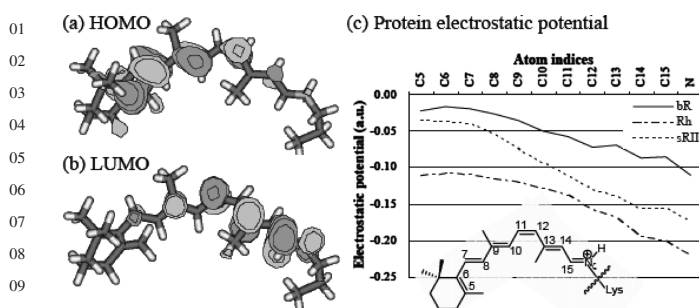 01
02
03
04
05
06
07
08
09
(a) HOMO
(b) LUMO
(c) Protein electrostatic potential
Atom indices
C5 C6 C7 C8 C9 C10 C11 C12 C13 C14 C15 N
Electrostatic potential (a.u.)
0.00
-0.05
-0.10
-0.15
-0.20
-0.25
bR
Rh
sRII
11 12
7 9 13 14 H
8 10 15 N
6
5
Lys